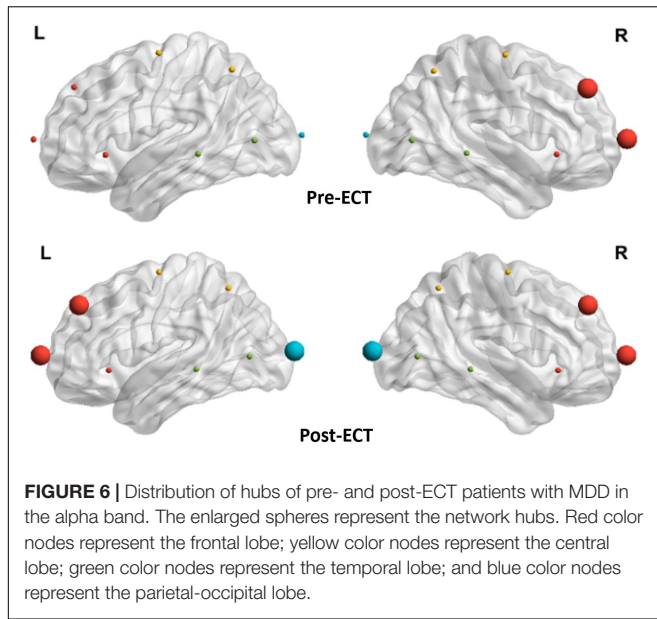 L R
Pre-ECT
L R
Post-ECT
FIGURE 6 | Distribution of hubs of pre- and post-ECT patients with MDD in
the alpha band. The enlarged spheres represent the network hubs. Red color
nodes represent the frontal lobe; yellow color nodes represent the central
lobe; green color nodes represent the temporal lobe; and blue color nodes
represent the parietal-occipital lobe.